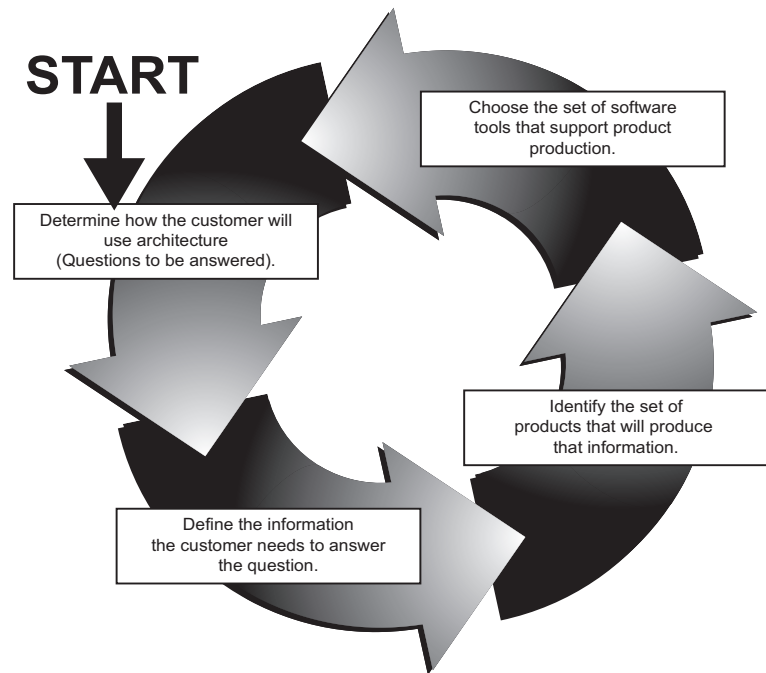 START
Determine how the customer will
use architecture
(Questions to be answered).
Define the information
the customer needs to answer
the question.
Identify the set of
products that will produce
that information.
Choose the set of software
tools that support product
production.